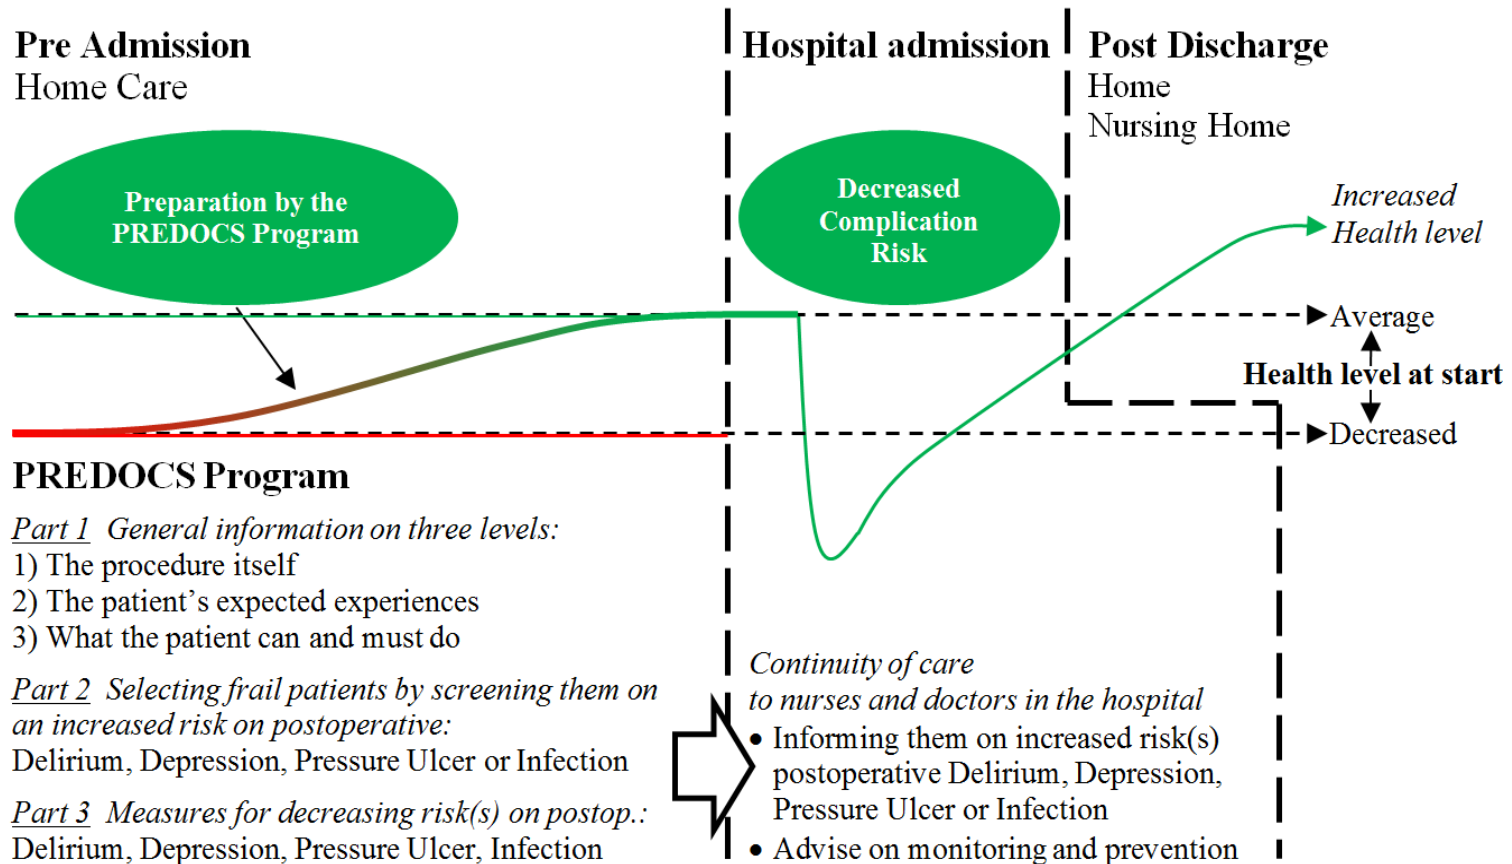 Pre Admission
Home Care
Hospital admission
Post Discharge
Home
Nursing Home
Preparation by the
PREDOCS Program
Decreased
Complication
Risk
Increased
Health level
Average
Health level at start
Decreased
PREDOCS Program
Part 1 General information on three levels:
1) The procedure itself
2) The patient's expected experiences
3) What the patient can and must do
Part 2 Selecting frail patients by screening them on
an increased risk on postoperative:
Delirium, Depression, Pressure Ulcer or Infection
Part 3 Measures for decreasing risk(s) on postop.:
Delirium, Depression, Pressure Ulcer, Infection
Continuity of care
to nurses and doctors in the hospital
• Informing them on increased risk(s)
postoperative Delirium, Depression,
Pressure Ulcer or Infection
• Advise on monitoring and prevention